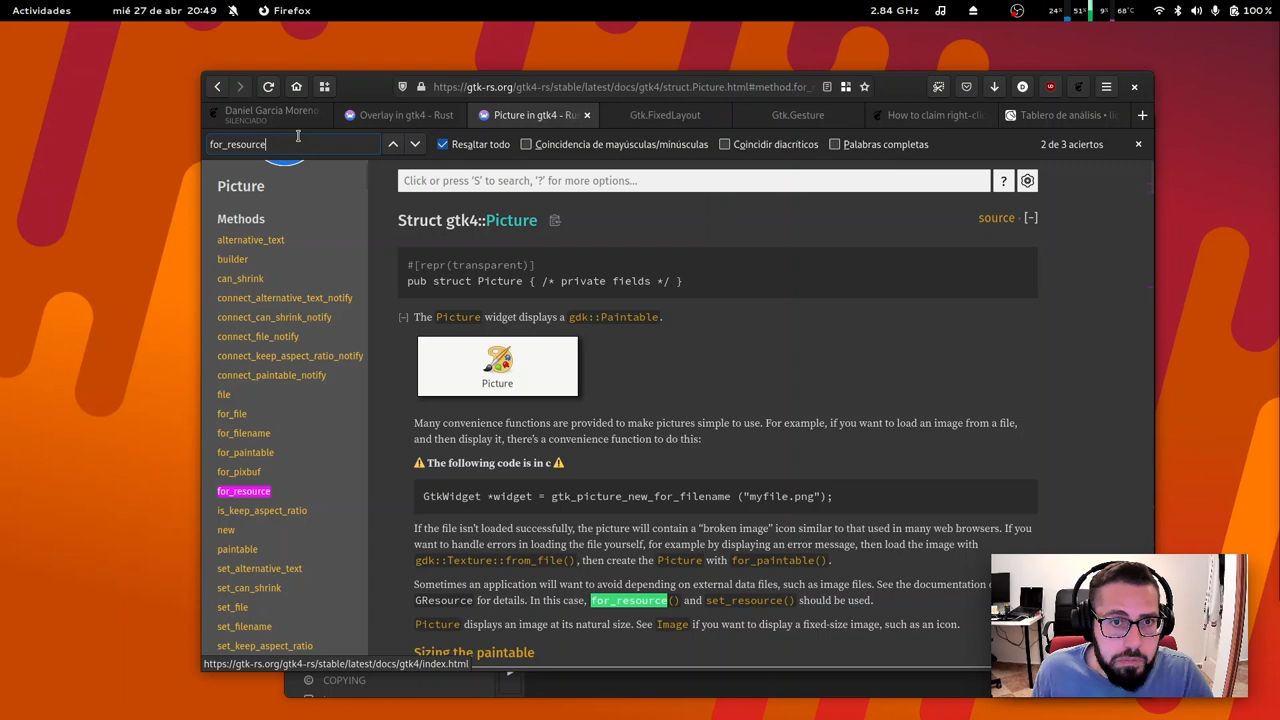 Actividades
mié 27 de abr 20:49
Firefox
2.84 GHz
24%
51%
9%
68°C
100 %
https://gtk-rs.org/gtk4-rs/stable/latest/docs/gtk4/struct.Picture.html#method.for_
Daniel García Moreno
SILENCIADO
Overlay in gtk4 - Rust
Picture in gtk4 - Rus
Gtk.FixedLayout
Gtk.Gesture
How to claim right-clic
Tablero de análisis • lic
for_resource
Resaltar todo
Coincidencia de mayúsculas/minúsculas
Coincidir diacríticos
Palabras completas
2 de 3 aciertos
Picture
Methods
alternative_text
builder
can_shrink
connect_alternative_text_notify
connect_can_shrink_notify
connect_file_notify
connect_keep_aspect_ratio_notify
connect_paintable_notify
file
for_file
for_filename
for_paintable
for_pixbuf
for_resource
is_keep_aspect_ratio
new
paintable
set_alternative_text
set_can_shrink
set_file
set_filename
set_keep_aspect_ratio
Click or press ‘S’ to search, ‘?’ for more options…
?
Struct gtk4::Picture
source · [−]
#[repr(transparent)]
pub struct Picture { /* private fields */ }
[−] The Picture widget displays a gdk::Paintable.
Picture
Many convenience functions are provided to make pictures simple to use. For example, if you want to load an image from a file,
and then display it, there’s a convenience function to do this:
⚠️ The following code is in c ⚠️
GtkWidget *widget = gtk_picture_new_for_filename ("myfile.png");
If the file isn’t loaded successfully, the picture will contain a “broken image” icon similar to that used in many web browsers. If you
want to handle errors in loading the file yourself, for example by displaying an error message, then load the image with
gdk::Texture::from_file(), then create the Picture with for_paintable().
Sometimes an application will want to avoid depending on external data files, such as image files. See the documentation
GResource for details. In this case, for_resource() and set_resource() should be used.
Picture displays an image at its natural size. See Image if you want to display a fixed-size image, such as an icon.
Sizing the paintable
https://gtk-rs.org/gtk4-rs/stable/latest/docs/gtk4/index.html
COPYING